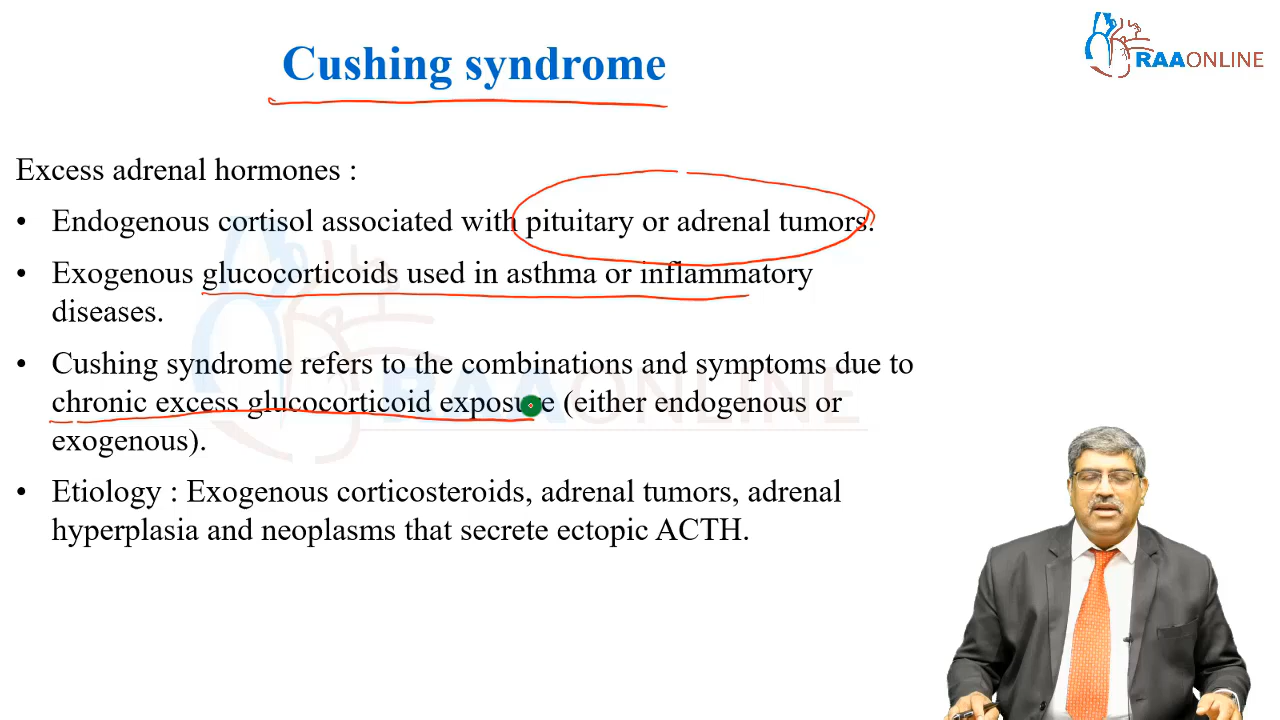 Cushing syndrome
RAAONLINE
Excess adrenal hormones :
• Endogenous cortisol associated with pituitary or adrenal tumors.
• Exogenous glucocorticoids used in asthma or inflammatory
diseases.
• Cushing syndrome refers to the combinations and symptoms due to
chronic excess glucocorticoid exposure (either endogenous or
exogenous).
• Etiology : Exogenous corticosteroids, adrenal tumors, adrenal
hyperplasia and neoplasms that secrete ectopic ACTH.
RAAONLINE